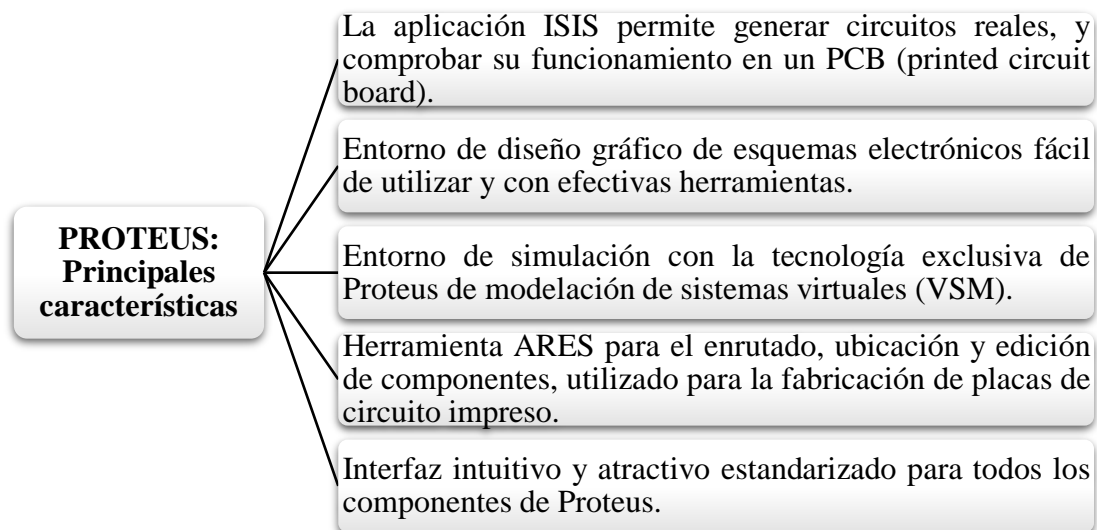 La aplicación ISIS permite generar circuitos reales, y
comprobar su funcionamiento en un PCB (printed circuit
board).
Entorno de diseño gráfico de esquemas electrónicos fácil
de utilizar y con efectivas herramientas.
PROTEUS:
Principales
características
Entorno de simulación con la tecnología exclusiva de
Proteus de modelación de sistemas virtuales (VSM).
Herramienta ARES para el enrutado, ubicación y edición
de componentes, utilizado para la fabricación de placas de
circuito impreso.
Interfaz intuitivo y atractivo estandarizado para todos los
componentes de Proteus.